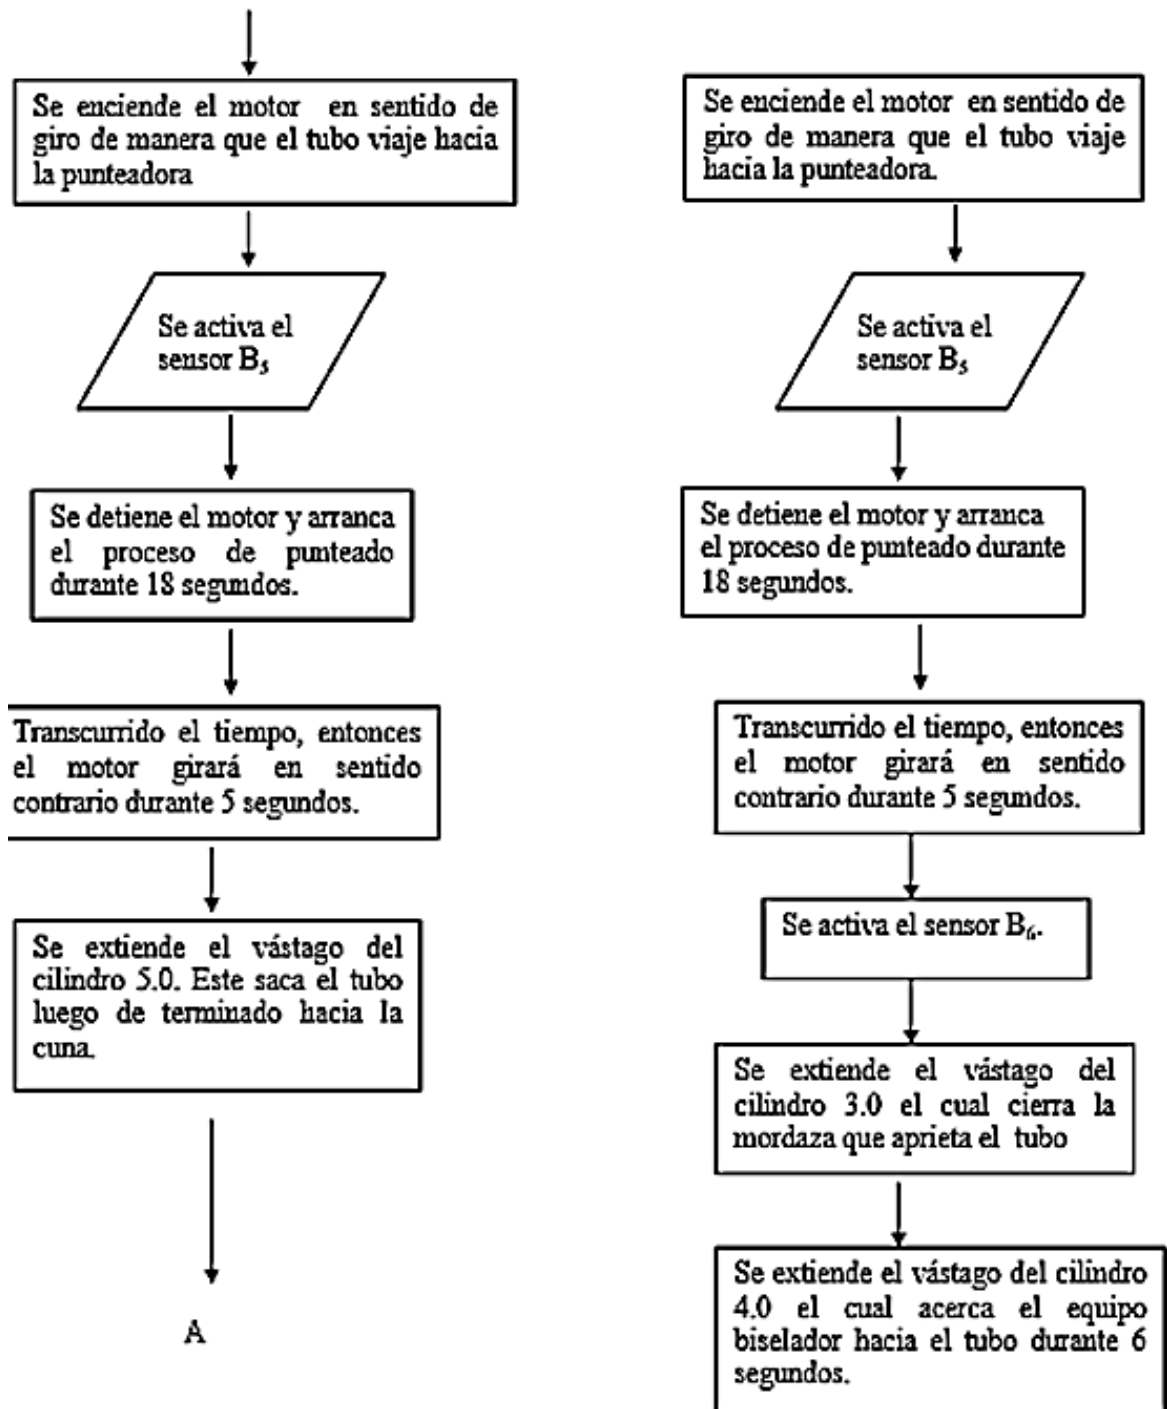 Se enciende el motor en sentido de
giro de manera que el tubo viaje hacia
la punteadora
Se activa el
sensor B₅
Se detiene el motor y arranca
el proceso de punteado
durante 18 segundos.
Transcurrido el tiempo, entonces
el motor girará en sentido
contrario durante 5 segundos.
Se extiende el vástago del
cilindro 5.0. Este saca el tubo
luego de terminado hacia la
cuna.
A
Se enciende el motor en sentido de
giro de manera que el tubo viaje
hacia la punteadora.
Se activa el
sensor B₅
Se detiene el motor y arranca
el proceso de punteado durante
18 segundos.
Transcurrido el tiempo, entonces
el motor girará en sentido
contrario durante 5 segundos.
Se activa el sensor B₆.
Se extiende el vástago del
cilindro 3.0 el cual cierra la
mordaza que aprieta el tubo
Se extiende el vástago del cilindro
4.0 el cual acerca el equipo
biselador hacia el tubo durante 6
segundos.